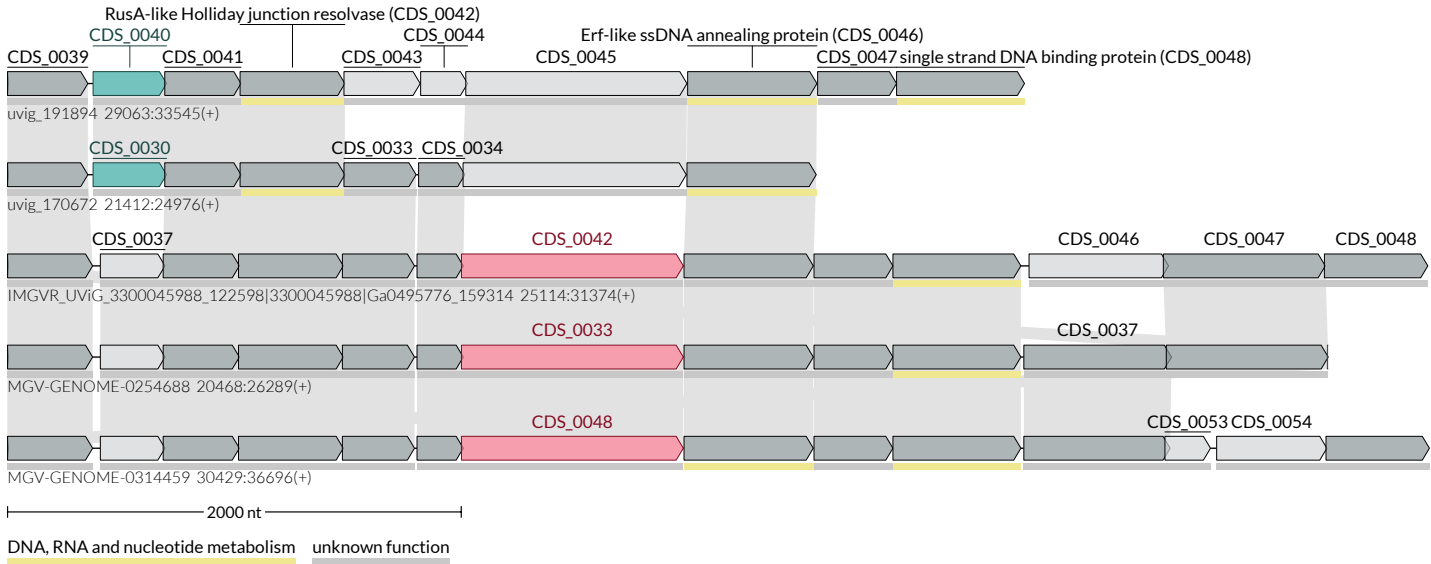 RusA-like Holliday junction resolvase (CDS_0042)
CDS_0040 CDS_0044 Erf-like ssDNA annealing protein (CDS_0046)
CDS_0039 CDS_0041 CDS_0043 CDS_0045 CDS_0047 single strand DNA binding protein (CDS_0048)
uvig_191894 29063:33545(+)
CDS_0030 CDS_0033 CDS_0034
uvig_170672 21412:24976(+)
CDS_0037 CDS_0042 CDS_0046 CDS_0047 CDS_0048
IMGVR_UViG_3300045988_122598|3300045988|Ga0495776_159314 25114:31374(+)
CDS_0033 CDS_0037
MGV-GENOME-0254688 20468:26289(+)
CDS_0048 CDS_0053 CDS_0054
MGV-GENOME-0314459 30429:36696(+)
2000 nt
DNA, RNA and nucleotide metabolism unknown function